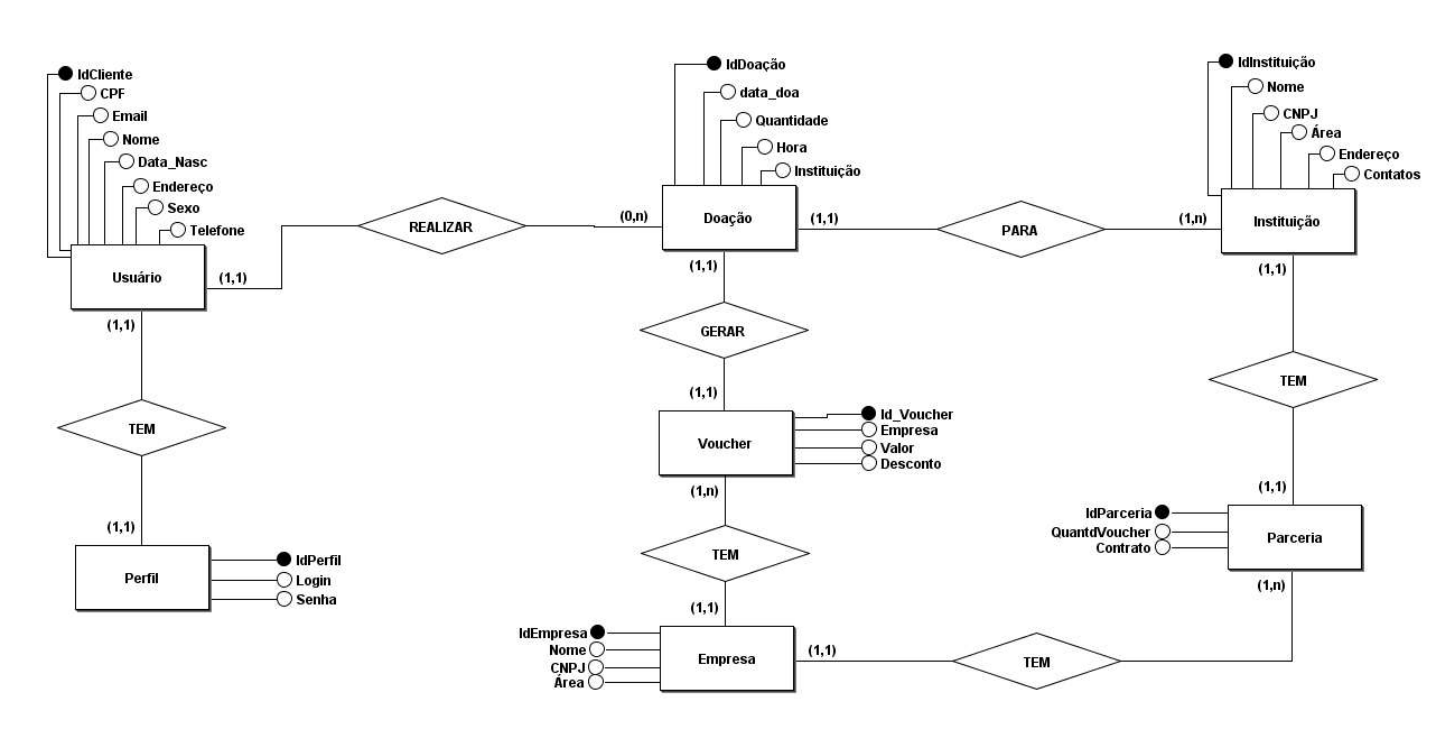 IdCliente
CPF
Email
Nome
Data_Nasc
Endereço
Sexo
Telefone
Usuário
(1,1)
(1,1)
REALIZAR
(0,n)
IdDoação
data_doa
Quantidade
Hora
Instituição
Doação
(1,1)
(1,1)
PARA
(1,n)
IdInstituição
Nome
CNPJ
Área
Endereço
Contatos
Instituição
(1,1)
TEM
(1,1)
Perfil
IdPerfil
Login
Senha
GERAR
(1,1)
Voucher
Id_Voucher
Empresa
Valor
Desconto
(1,n)
TEM
(1,1)
IdEmpresa
Nome
CNPJ
Área
Empresa
(1,1)
TEM
TEM
(1,1)
IdParceria
QuantdVoucher
Contrato
Parceria
(1,n)